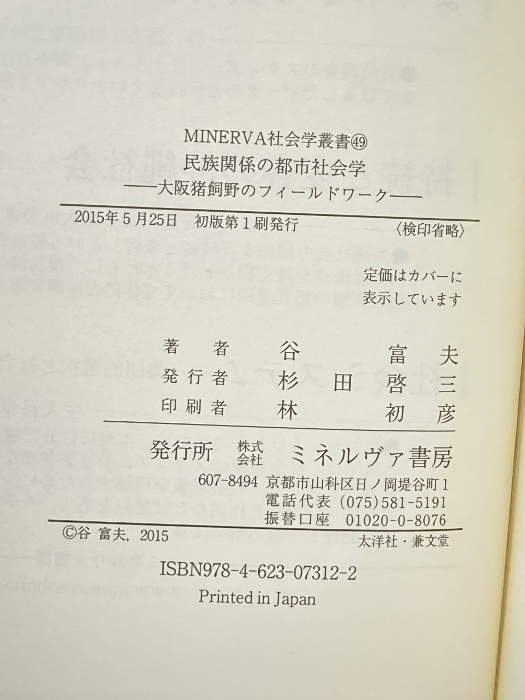 MINERVA社会学叢書㊾
民族関係の都市社会学
――大阪猪飼野のフィールドワーク――
2015年5月25日 初版第1刷発行 〈検印省略〉
定価はカバーに
表示しています
著者 谷富夫
発行者 杉田啓三
印刷者 林初彦
発行所 株式会社 ミネルヴァ書房
607-8494 京都市山科区日ノ岡堤谷町1
電話代表 (075)581-5191
振替口座 01020-0-8076
©谷 富夫, 2015 太洋社・兼文堂
ISBN978-4-623-07312-2
Printed in Japan